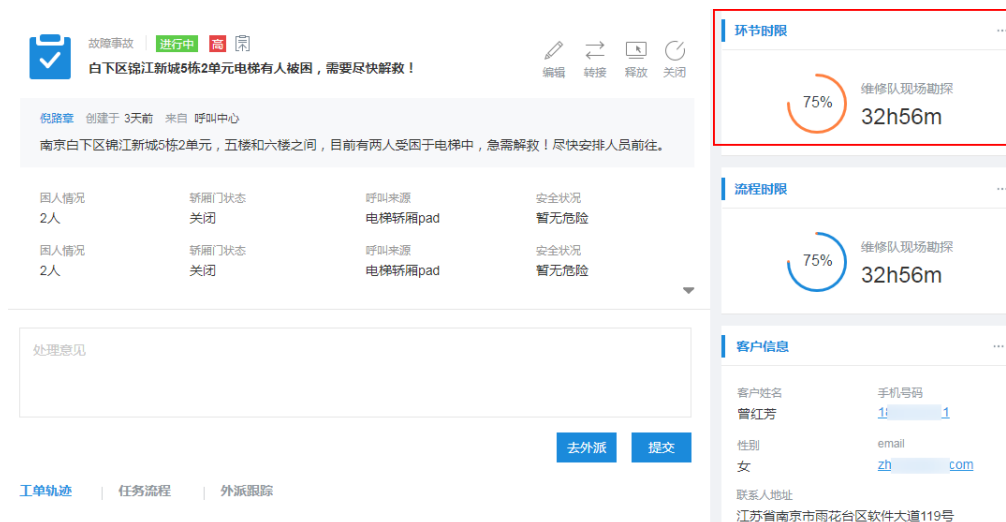 故障事故 进行中 高
白下区锦江新城5栋2单元电梯有人被困，需要尽快解救！
编辑 转接 释放 关闭
倪路章 创建于 3天前 来自 呼叫中心
南京白下区锦江新城5栋2单元，五楼和六楼之间，目前有两人受困于电梯中，急需解救！尽快安排人员前往。
困人情况 轿厢门状态 呼叫来源 安全状况
2人 关闭 电梯轿厢pad 暂无危险
困人情况 轿厢门状态 呼叫来源 安全状况
2人 关闭 电梯轿厢pad 暂无危险
处理意见
去外派 提交
工单轨迹 任务流程 外派跟踪
环节时限 ...
75%
维修队现场勘探
32h56m
流程时限 ...
75%
维修队现场勘探
32h56m
客户信息 ...
客户姓名 手机号码
曾红芳 18 1
性别 email
女 zh com
联系人地址
江苏省南京市雨花台区软件大道119号